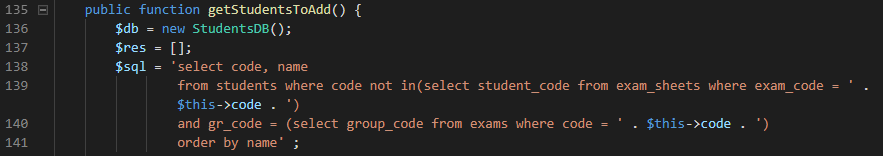 135 public function getStudentsToAdd() {
136 $db = new StudentsDB();
137 $res = [];
138 $sql = 'select code, name
139 from students where code not in(select student_code from exam_sheets where exam_code = ' .
$this->code . ')
140 and gr_code = (select group_code from exams where code = ' . $this->code . ')
141 order by name' ;